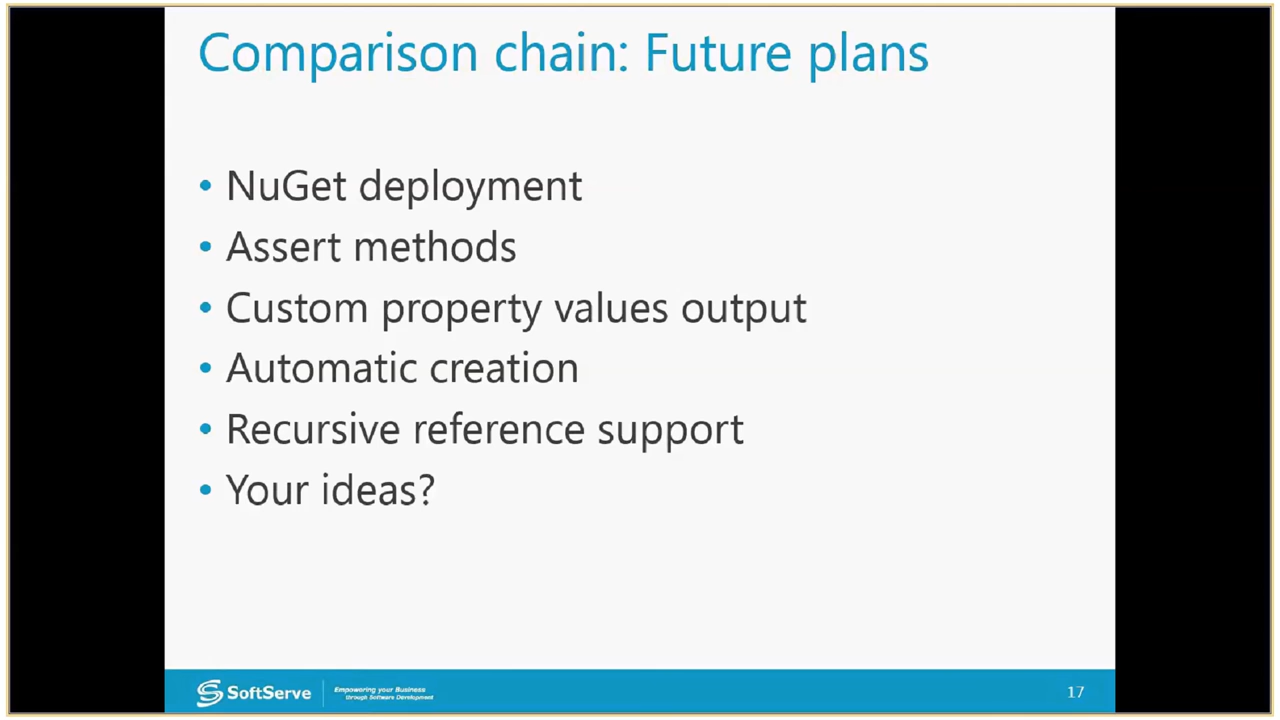 Comparison chain: Future plans
• NuGet deployment
• Assert methods
• Custom property values output
• Automatic creation
• Recursive reference support
• Your ideas?
SoftServe
Empowering your Business
through Software Development
17